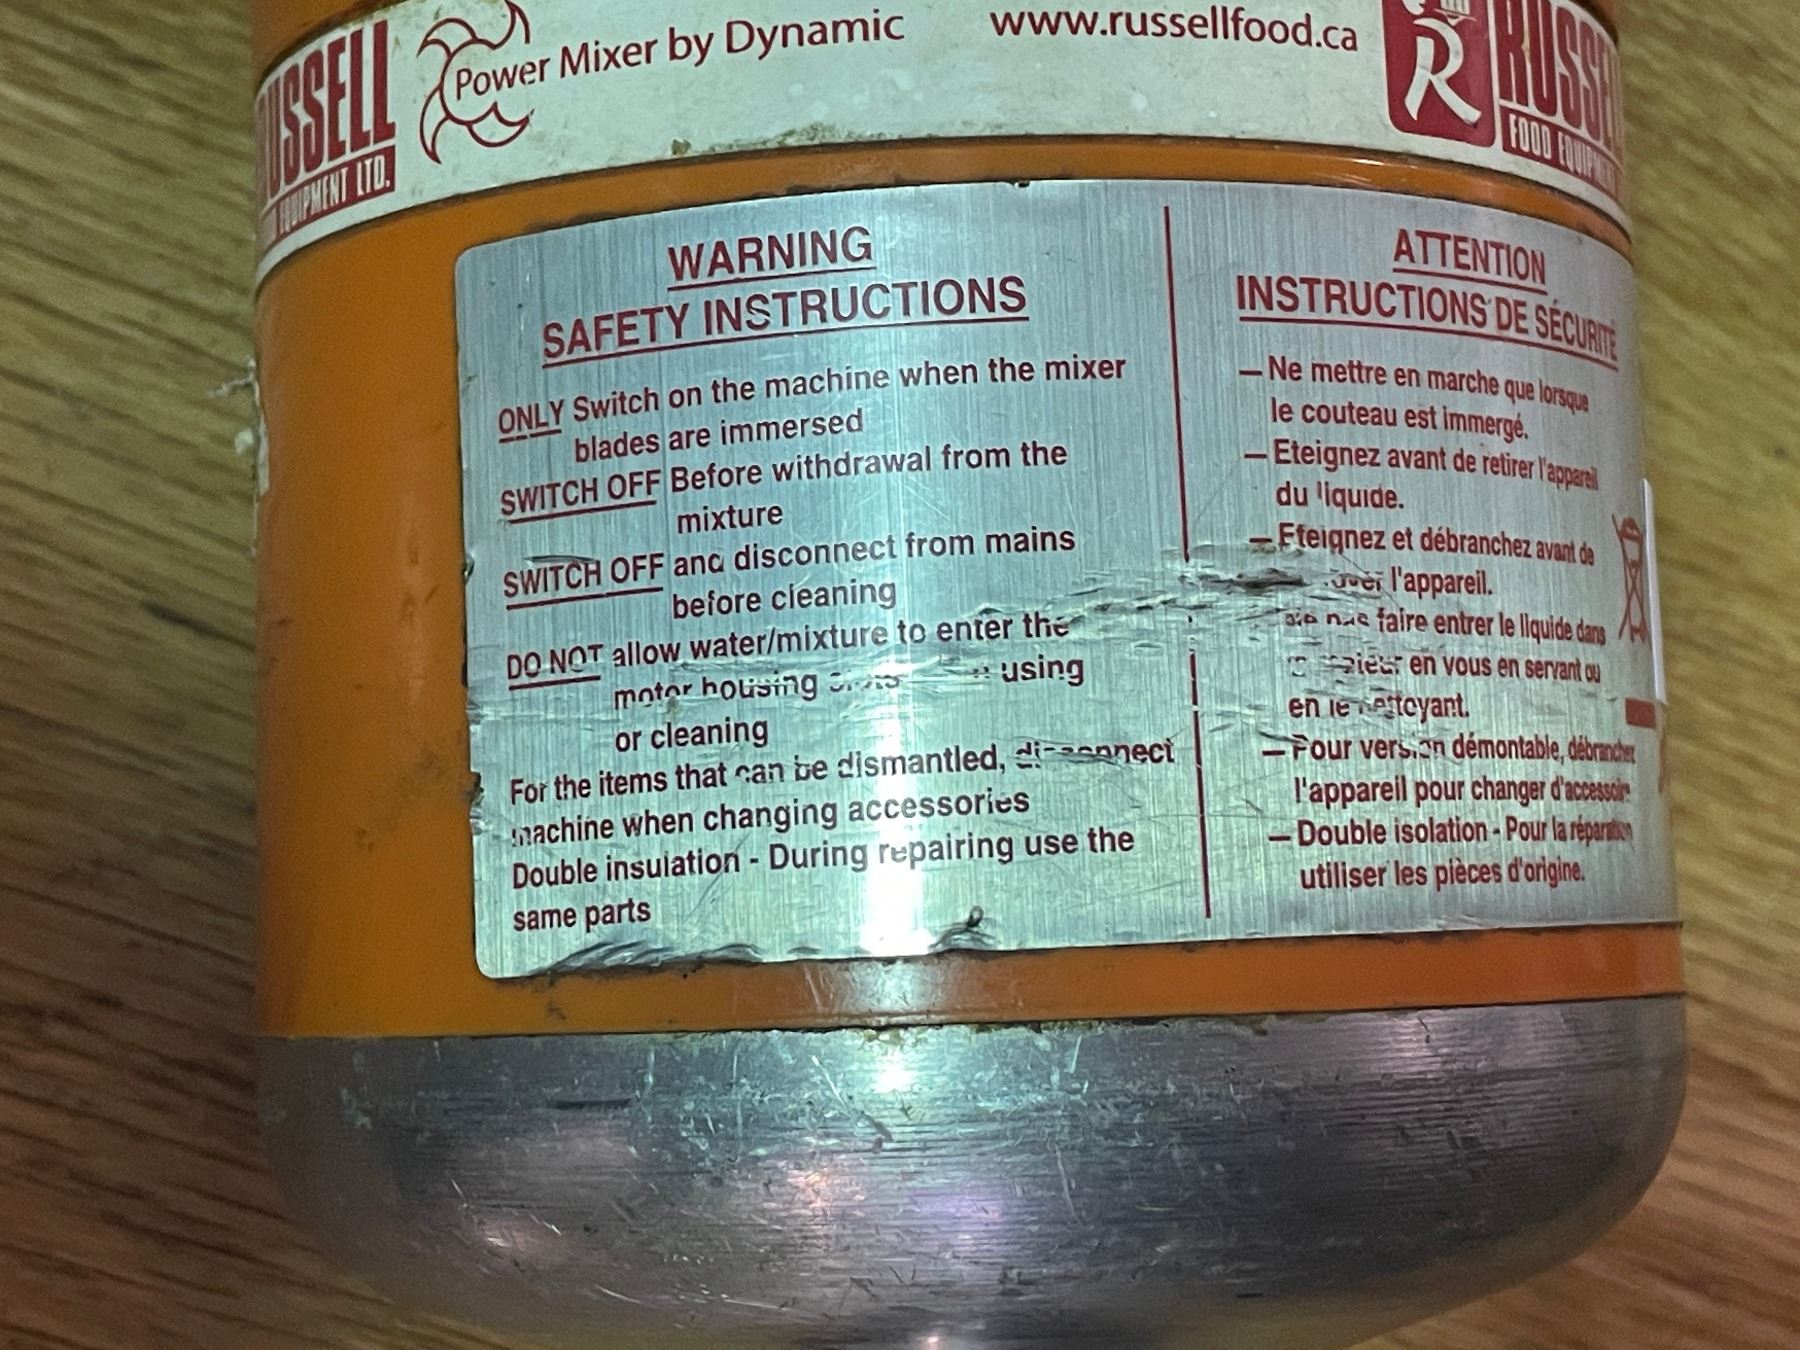 Power Mixer by Dynamic
www.russellfood.ca
R
EQUIPMENT LTD.
FOOD
WARNING
SAFETY INSTRUCTIONS
ONLY Switch on the machine when the mixer
blades are immersed
SWITCH OFF Before withdrawal from the
mixture
SWITCH OFF and disconnect from mains
before cleaning
DO NOT allow water/mixture to enter the
motor housing using
or cleaning
For the items that can be dismantled, disconnect
machine when changing accessories
Double insulation - During repairing use the
same parts
ATTENTION
INSTRUCTIONS DE SÉCURITÉ
— Ne mettre en marche que lorsque
le couteau est immergé.
— Eteignez avant de retirer l'appareil
du liquide.
— Eteignez et débranchez avant de
l'appareil.
pas faire entrer le liquide dans
en vous en servant ou
en le nettoyant.
— Pour version démontable, débranchez
l'appareil pour changer d'accessoire
— Double isolation - Pour la réparation
utiliser les pièces d'origine.